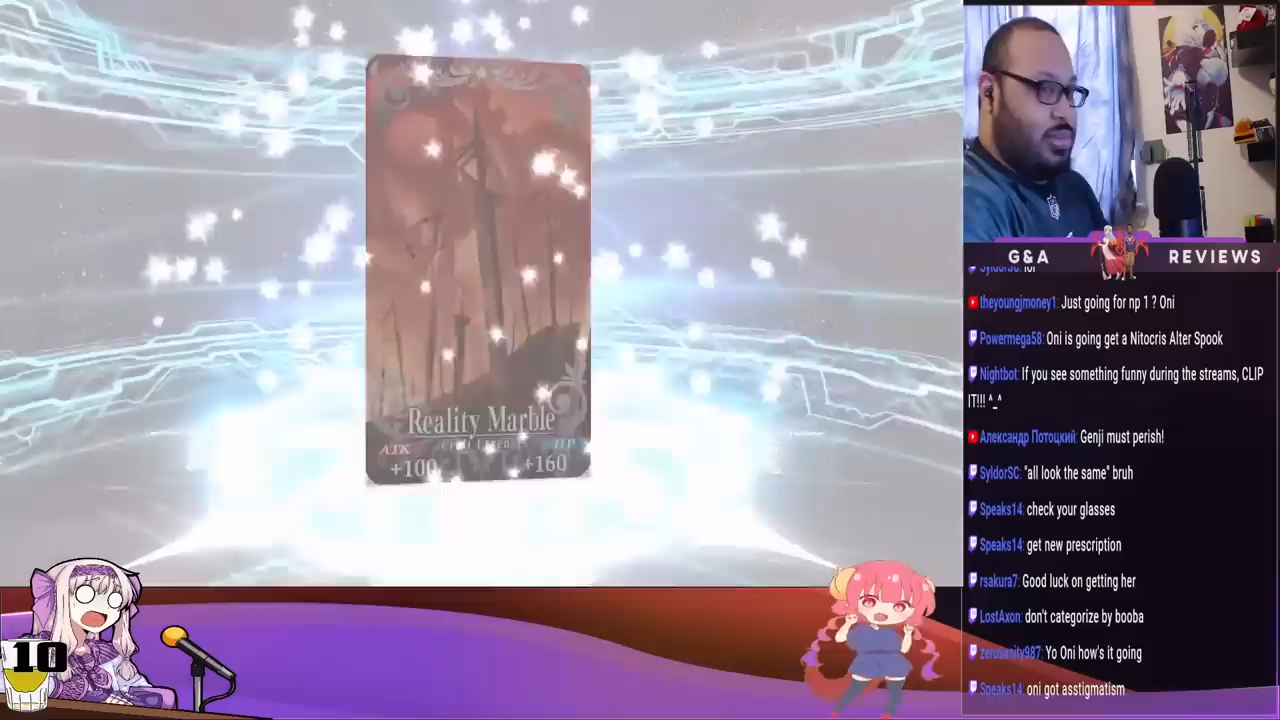 Reality Marble
ATK
+100
+160
10
G&A REVIEWS
theyoungjmoney1: Just going for np 1 ? Oni
Powermega58: Oni is going get a Nitocris Alter Spook
Nightbot: If you see something funny during the streams, CLIP
IT!!! ^_^
Александр Потоцкий: Genji must perish!
SyldorSC: "all look the same" bruh
Speaks14: check your glasses
Speaks14: get new prescription
rsakura7: Good luck on getting her
LostAxon: don't categorize by booba
zerosanity987: Yo Oni how's it going
Speaks14: oni got asstigmatism